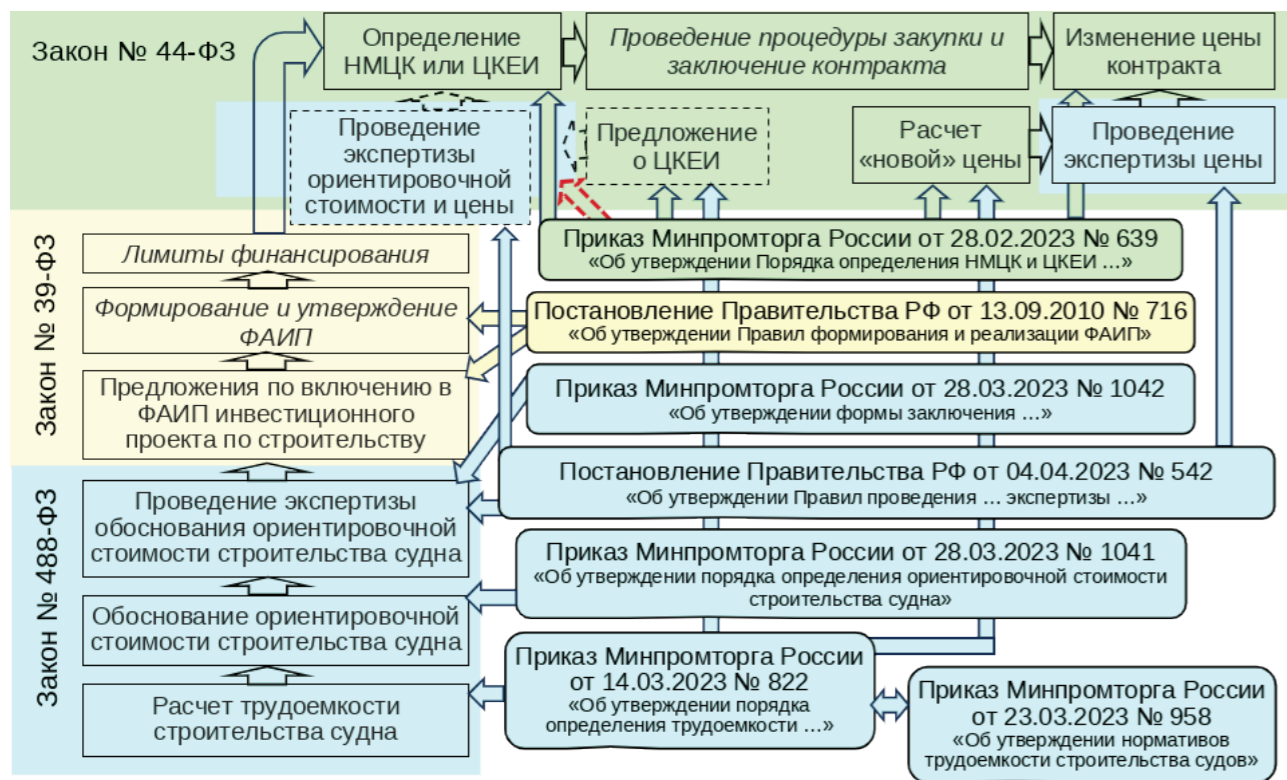 Закон № 44-ФЗ
Определение
НМЦК или ЦКЕИ
Проведение процедуры закупки и
заключение контракта
Изменение цены
контракта
Проведение
экспертизы
ориентировочной
стоимости и цены
Предложение
о ЦКЕИ
Расчет
«новой» цены
Проведение
экспертизы цены
Закон № 39-ФЗ
Лимиты финансирования
Формирование и утверждение
ФАИП
Предложения по включению в
ФАИП инвестиционного
проекта по строительству
Приказ Минпромторга России от 28.02.2023 № 639
«Об утверждении Порядка определения НМЦК и ЦКЕИ …»
Постановление Правительства РФ от 13.09.2010 № 716
«Об утверждении Правил формирования и реализации ФАИП»
Приказ Минпромторга России от 28.03.2023 № 1042
«Об утверждении формы заключения …»
Закон № 488-ФЗ
Проведение экспертизы
обоснования ориентировочной
стоимости строительства судна
Обоснование ориентировочной
стоимости строительства судна
Расчет трудоемкости
строительства судна
Постановление Правительства РФ от 04.04.2023 № 542
«Об утверждении Правил проведения … экспертизы …»
Приказ Минпромторга России от 28.03.2023 № 1041
«Об утверждении порядка определения ориентировочной стоимости
строительства судна»
Приказ Минпромторга России
от 14.03.2023 № 822
«Об утверждении порядка
определения трудоемкости …»
Приказ Минпромторга России
от 23.03.2023 № 958
«Об утверждении нормативов
трудоемкости строительства судов»